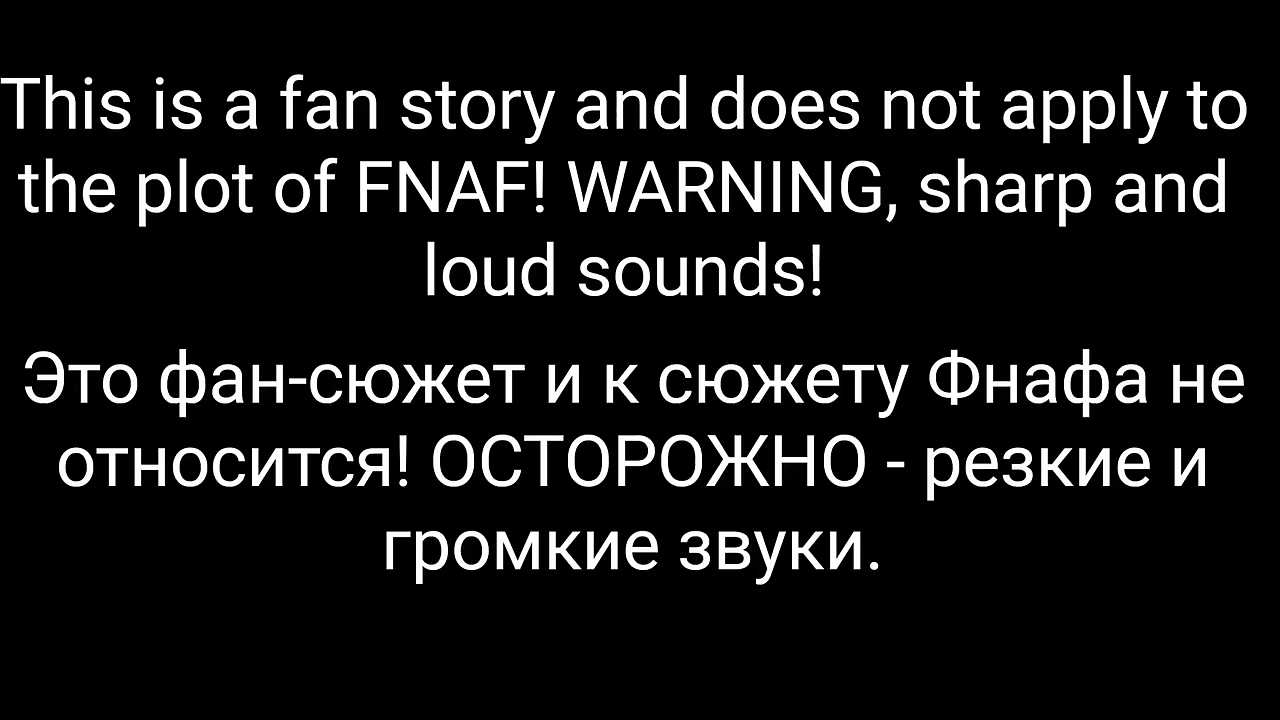 This is a fan story and does not apply to
the plot of FNAF! WARNING, sharp and
loud sounds!
Это фан-сюжет и к сюжету Фнафа не
относится! ОСТОРОЖНО - резкие и
громкие звуки.